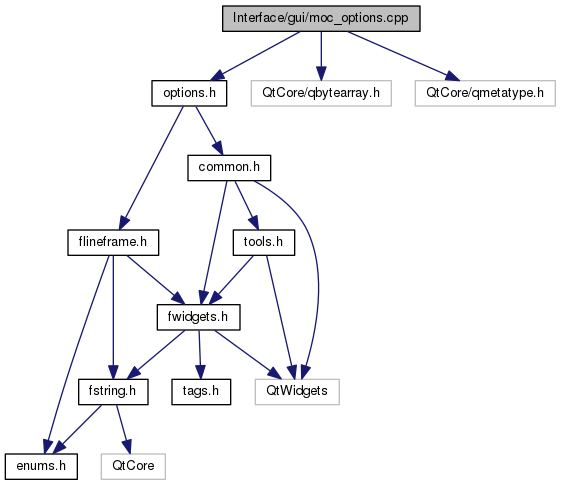 Interface/gui/moc_options.cpp
options.h
QtCore/qbytearray.h
QtCore/qmetatype.h
common.h
flineframe.h
tools.h
fwidgets.h
fstring.h
tags.h
QtWidgets
enums.h
QtCore